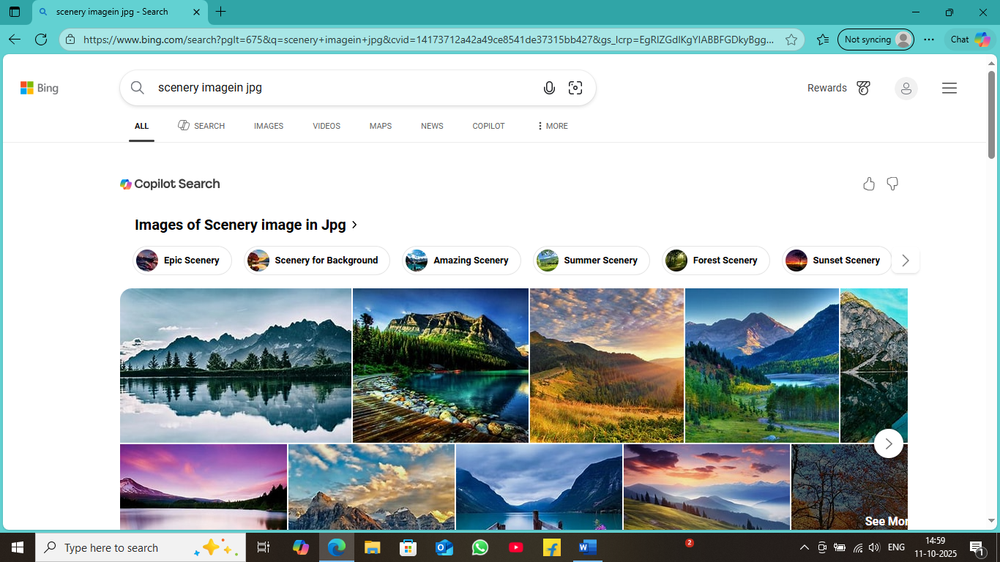 scenery imagein jpg - Search
https://www.bing.com/search?pglt=675&q=scenery+imagein+jpg&cvid=14173712a42a49ce8541de37315bb427&gs_lcrp=EgRlZGdlKgYIABBFGDkyBgg...
Not syncing
Chat
Bing
scenery imagein jpg
Rewards
ALL SEARCH IMAGES VIDEOS MAPS NEWS COPILOT MORE
Copilot Search
Images of Scenery image in Jpg
Epic Scenery Scenery for Background Amazing Scenery Summer Scenery Forest Scenery Sunset Scenery
See Mor
Type here to search
2
ENG
14:59
11-10-2025
1